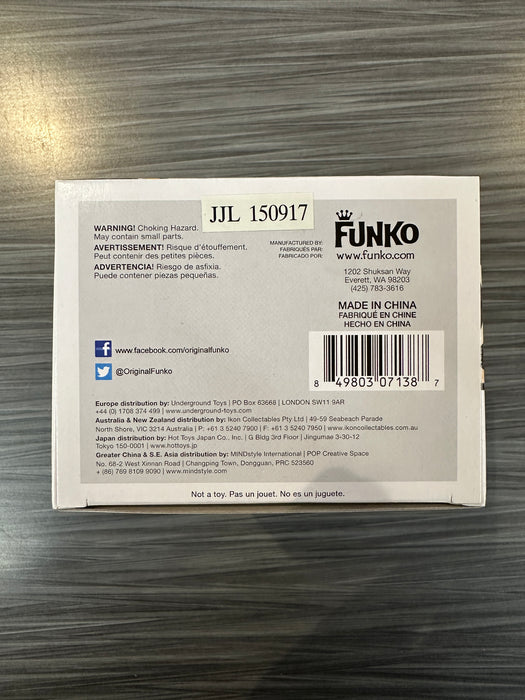 JJL 150917
WARNING! Choking Hazard.
May contain small parts.
AVERTISSEMENT! Risque d'étouffement.
Peut contenir des petites pièces.
ADVERTENCIA! Riesgo de asfixia.
Puede contener piezas pequeñas.
MANUFACTURED BY:
FABRIQUÉS PAR:
FABRICADO POR:
FUNKO
www.funko.com
1202 Shuksan Way
Everett, WA 98203
(425) 783-3616
MADE IN CHINA
FABRIQUÉ EN CHINE
HECHO EN CHINA
f www.facebook.com/originalfunko
@OriginalFunko
8 49803 07138 7
Europe distribution by: Underground Toys | PO Box 63668 | LONDON SW11 9AR
+44 (0) 1708 374 499 | www.underground-toys.com
Australia & New Zealand distribution by: Ikon Collectables Pty Ltd | 49-59 Seabeach Parade
North Shore, VIC 3214 Australia | P: +61 3 5240 7900 | F: +61 3 5240 7950 | www.ikoncollectables.com
Japan distribution by: Hot Toys Japan Co., Inc. | G Bldg 3rd Floor | Jingumae 3-30-12
Tokyo 150-0001 | www.hottoys.jp
Greater China & S.E. Asia distribution by: MINDstyle International | POP Creative Space
No. 68-2 West Xinnan Road | Changping Town, Dongguan, PRC 523560
+ (86) 769 8109 9090 | www.mindstyle.com
Not a toy. Pas un jouet. No es un juguete.